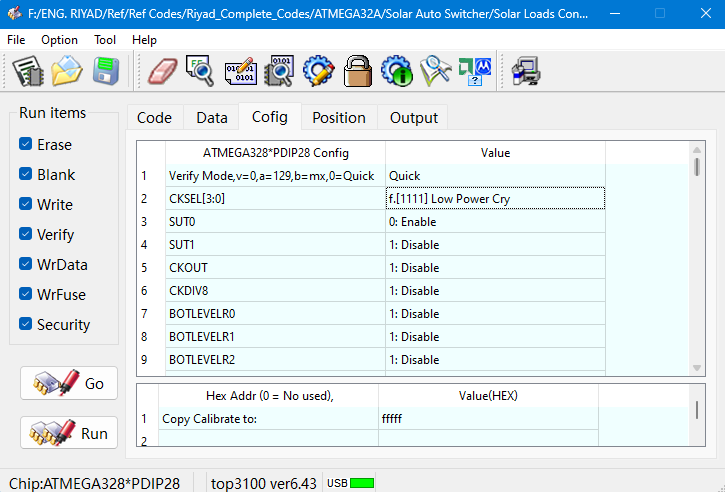 F:/ENG. RIYAD/Ref/Ref Codes/Riyad_Complete_Codes/ATMEGA32A/Solar Auto Switcher/Solar Loads Con...
File Option Tool Help
Run items
Erase
Blank
Write
Verify
WrData
WrFuse
Security
Go
Run
Code Data Cofig Position Output
ATMEGA328*PDIP28 Config Value
1 Verify Mode,v=0,a=129,b=mx,0=Quick Quick
2 CKSEL[3:0] f.[1111] Low Power Cry
3 SUT0 0: Enable
4 SUT1 1: Disable
5 CKOUT 1: Disable
6 CKDIV8 1: Disable
7 BOTLEVELR0 1: Disable
8 BOTLEVELR1 1: Disable
9 BOTLEVELR2 1: Disable
Hex Addr (0 = No used), Value(HEX)
1 Copy Calibrate to: fffff
2
Chip:ATMEGA328*PDIP28 top3100 ver6.43 USB